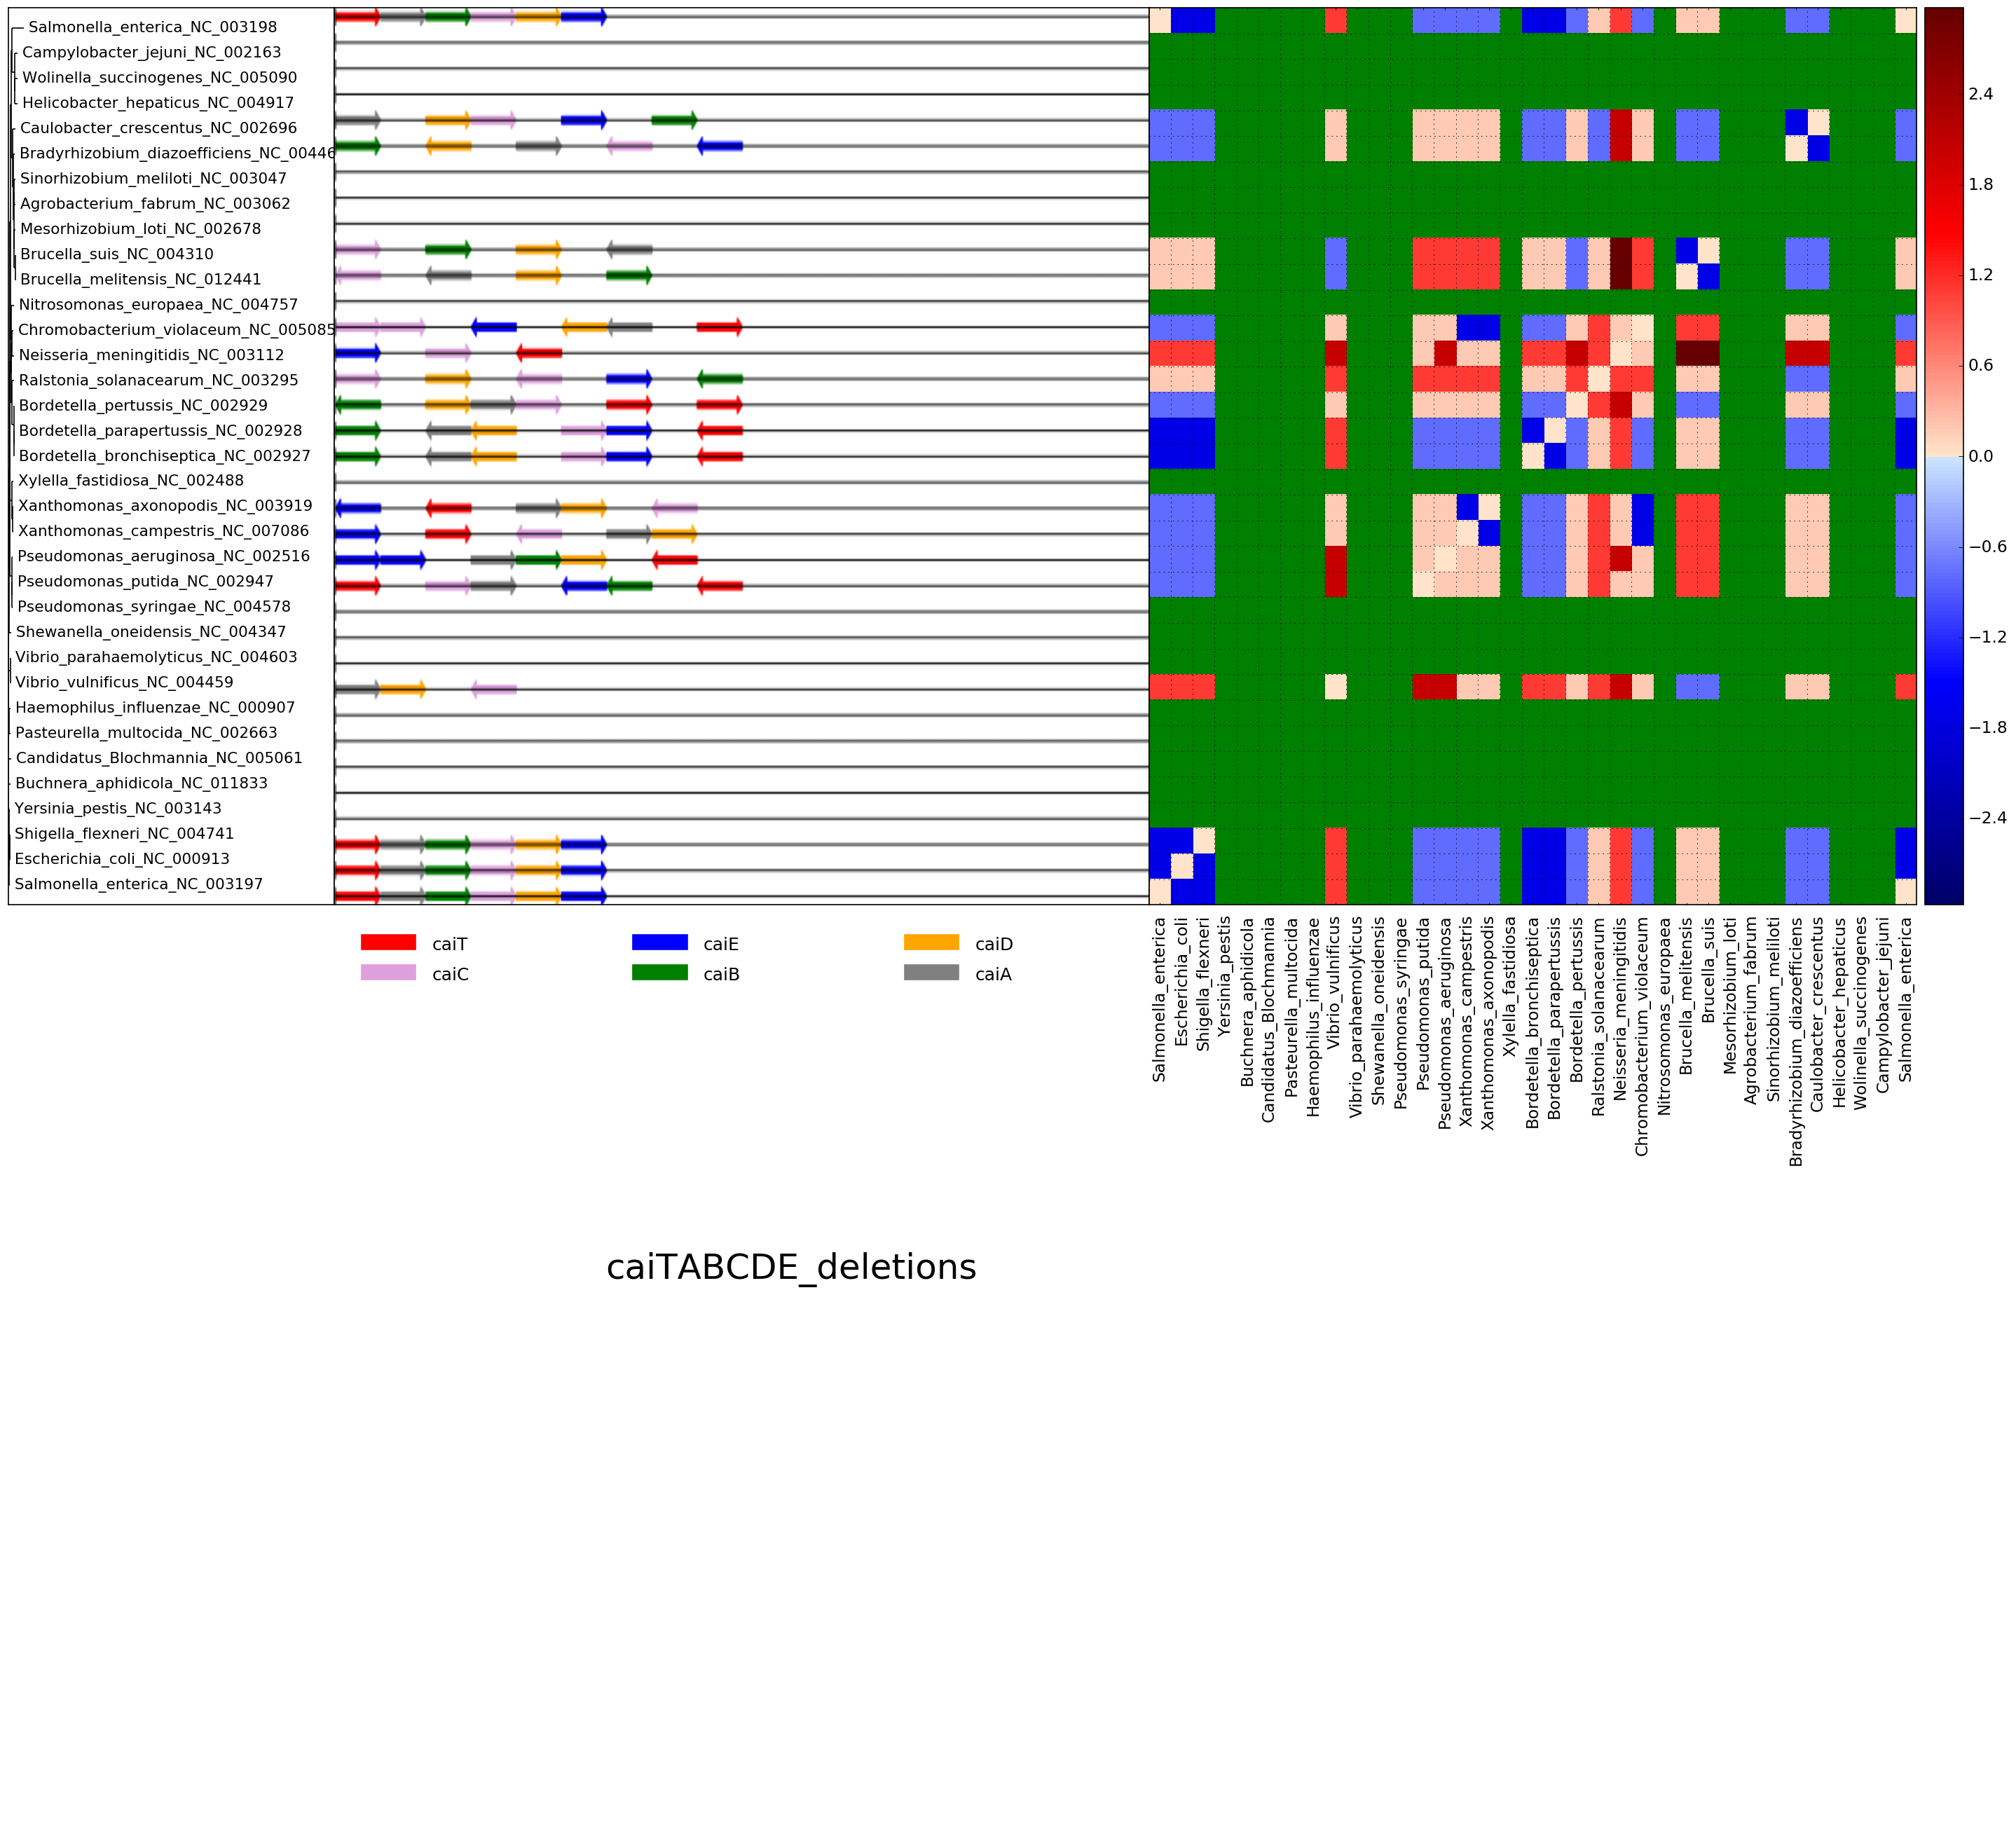 Salmonella_enterica_NC_003198
Campylobacter_jejuni_NC_002163
Wolinella_succinogenes_NC_005090
Helicobacter_hepaticus_NC_004917
Caulobacter_crescentus_NC_002696
Bradyrhizobium_diazoefficiens_NC_00446
Sinorhizobium_meliloti_NC_003047
Agrobacterium_fabrum_NC_003062
Mesorhizobium_loti_NC_002678
Brucella_suis_NC_004310
Brucella_melitensis_NC_012441
Nitrosomonas_europaea_NC_004757
Chromobacterium_violaceum_NC_005085
Neisseria_meningitidis_NC_003112
Ralstonia_solanacearum_NC_003295
Bordetella_pertussis_NC_002929
Bordetella_parapertussis_NC_002928
Bordetella_bronchiseptica_NC_002927
Xylella_fastidiosa_NC_002488
Xanthomonas_axonopodis_NC_003919
Xanthomonas_campestris_NC_007086
Pseudomonas_aeruginosa_NC_002516
Pseudomonas_putida_NC_002947
Pseudomonas_syringae_NC_004578
Shewanella_oneidensis_NC_004347
Vibrio_parahaemolyticus_NC_004603
Vibrio_vulnificus_NC_004459
Haemophilus_influenzae_NC_000907
Pasteurella_multocida_NC_002663
Candidatus_Blochmannia_NC_005061
Buchnera_aphidicola_NC_011833
Yersinia_pestis_NC_003143
Shigella_flexneri_NC_004741
Escherichia_coli_NC_000913
Salmonella_enterica_NC_003197
2.4
1.8
1.2
0.6
0.0
−0.6
−1.2
−1.8
−2.4
Salmonella_enterica
Escherichia_coli
Shigella_flexneri
Yersinia_pestis
Buchnera_aphidicola
Candidatus_Blochmannia
Pasteurella_multocida
Haemophilus_influenzae
Vibrio_vulnificus
Vibrio_parahaemolyticus
Shewanella_oneidensis
Pseudomonas_syringae
Pseudomonas_putida
Pseudomonas_aeruginosa
Xanthomonas_campestris
Xanthomonas_axonopodis
Xylella_fastidiosa
Bordetella_bronchiseptica
Bordetella_parapertussis
Bordetella_pertussis
Ralstonia_solanacearum
Neisseria_meningitidis
Chromobacterium_violaceum
Nitrosomonas_europaea
Brucella_melitensis
Brucella_suis
Mesorhizobium_loti
Agrobacterium_fabrum
Sinorhizobium_meliloti
Bradyrhizobium_diazoefficiens
Caulobacter_crescentus
Helicobacter_hepaticus
Wolinella_succinogenes
Campylobacter_jejuni
Salmonella_enterica
caiT caiE caiD
caiC caiB caiA
caiTABCDE_deletions